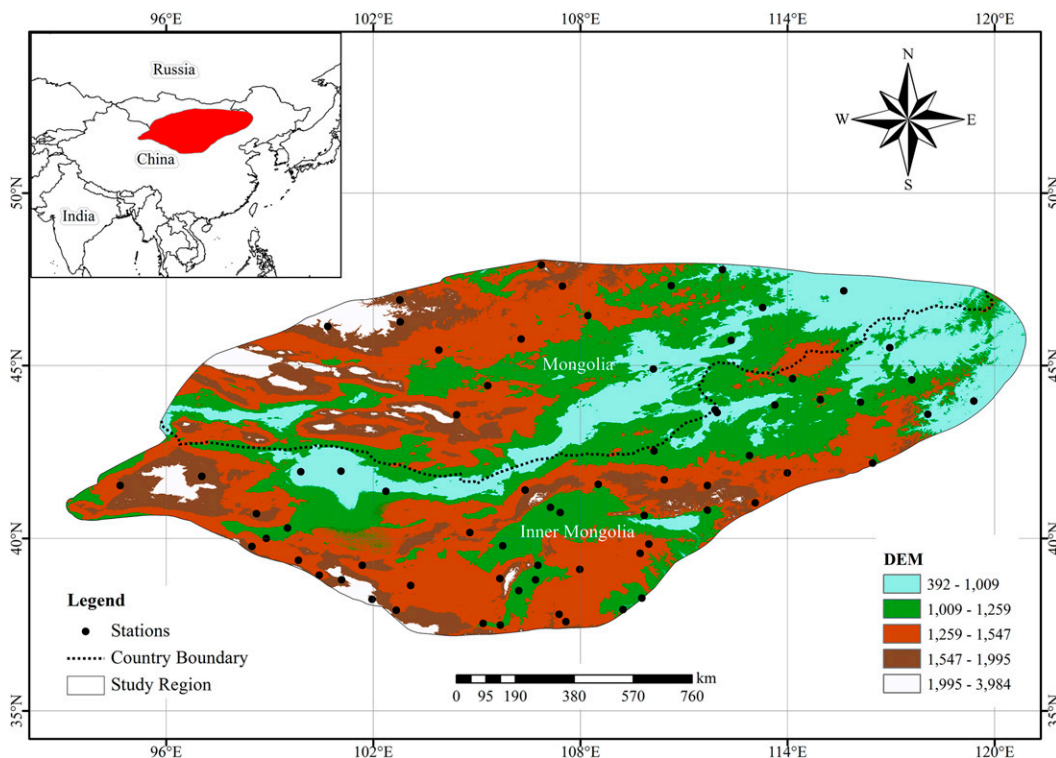 96°E 102°E 108°E 114°E 120°E
Russia
China
India
N
W E
S
50°N 50°N
45°N 45°N
40°N 40°N
35°N 35°N
Mongolia
Inner Mongolia
Legend
Stations
Country Boundary
Study Region
km
0 95 190 380 570 760
DEM
392 - 1,009
1,009 - 1,259
1,259 - 1,547
1,547 - 1,995
1,995 - 3,984
96°E 102°E 108°E 114°E 120°E